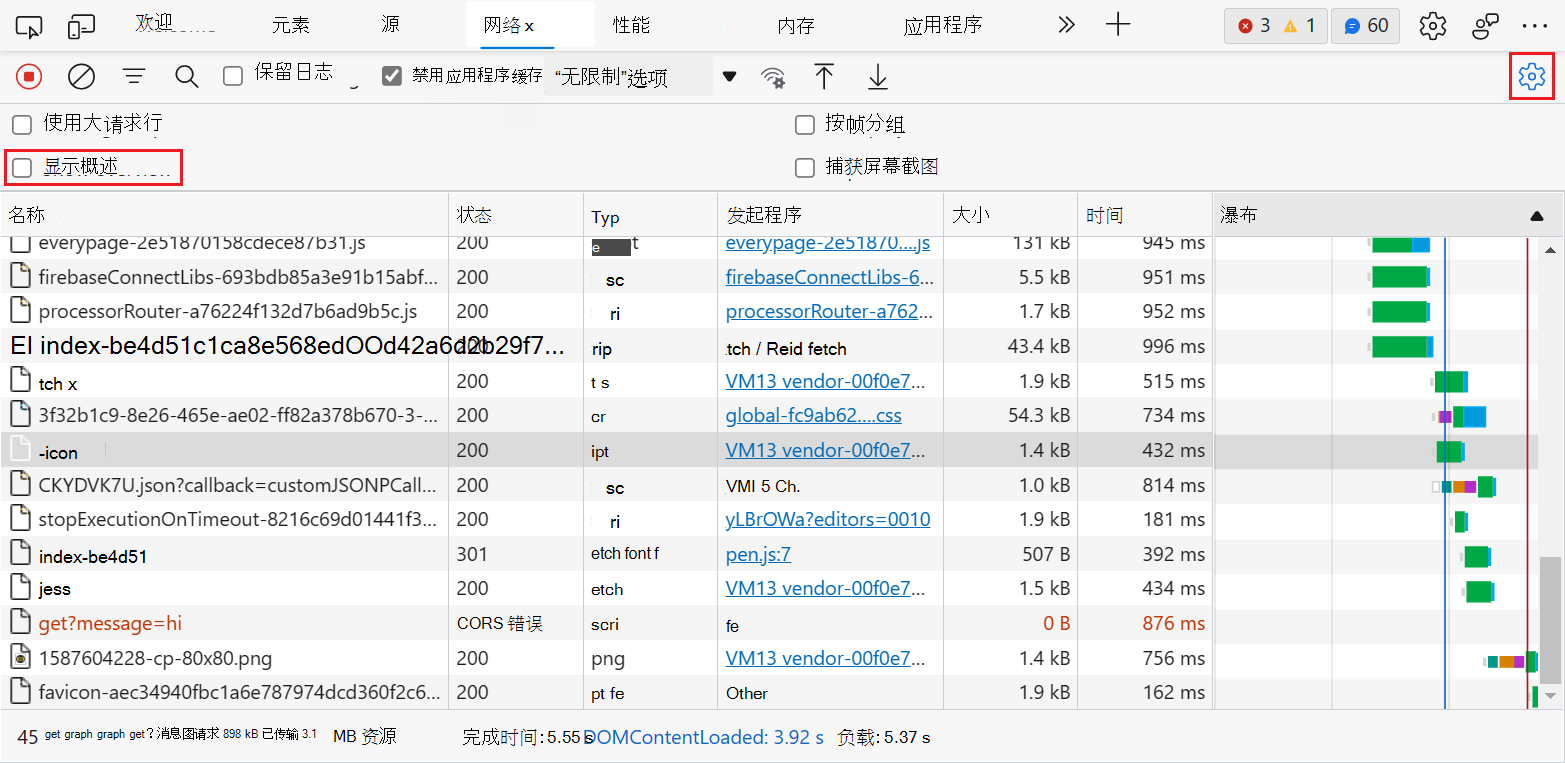 欢迎 元素 源 网络 x 性能 内存 应用程序 3 1 60
保留日志 禁用应用程序缓存 “无限制”选项
使用大请求行 按帧分组
显示概述 捕获屏幕截图
名称 状态 Typ 发起程序 大小 时间 瀑布
everypage-2e51870158cdece87b31.js 200 e t everypage-2e51870....js 131 kB 945 ms
firebaseConnectLibs-693bdb85a3e91b15abf... 200 sc firebaseConnectLibs-6... 5.5 kB 951 ms
processorRouter-a76224f132d7b6ad9b5c.js 200 ri processorRouter-a762... 1.7 kB 952 ms
EI index-be4d51c1ca8e568edOOd42a6d2b29f7... 200 rip .tch / Reid fetch 43.4 kB 996 ms
tch x 200 t s VM13 vendor-00f0e7... 1.9 kB 515 ms
3f32b1c9-8e26-465e-ae02-ff82a378b670-3-... 200 cr global-fc9ab62....css 54.3 kB 734 ms
-icon 200 ipt VM13 vendor-00f0e7... 1.4 kB 432 ms
CKYDVK7U.json?callback=customJSONPCall... 200 sc .VMI 5 Ch. 1.0 kB 814 ms
stopExecutionOnTimeout-8216c69d01441f3... 200 ri yLBrOWa?editors=0010 1.9 kB 181 ms
index-be4d51 301 etch font f pen.js:7 507 B 392 ms
jess 200 etch VM13 vendor-00f0e7... 1.5 kB 434 ms
get?message=hi CORS 错误 scri fe 0 B 876 ms
1587604228-cp-80x80.png 200 png VM13 vendor-00f0e7... 1.4 kB 756 ms
favicon-aec34940fbc1a6e787974dcd360f2c6... 200 pt fe Other 1.9 kB 162 ms
45 get graph graph get？消息图请求 898 kB 已传输 3.1 MB 资源 完成时间: 5.55 s DOMContentLoaded: 3.92 s 负载: 5.37 s